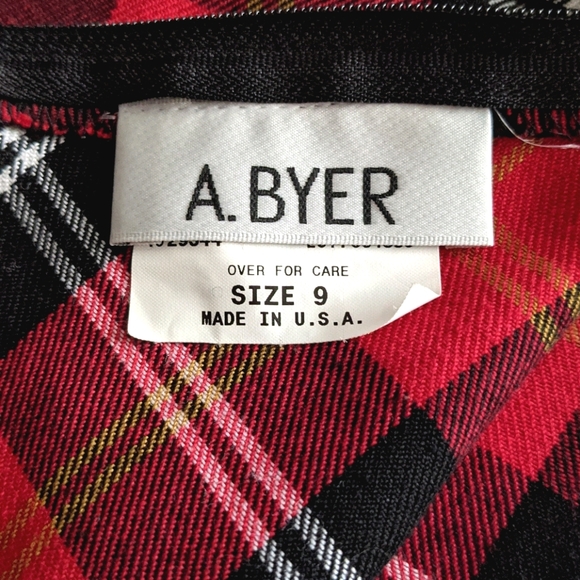 A.BYER
OVER FOR CARE
SIZE 9
MADE IN U.S.A.